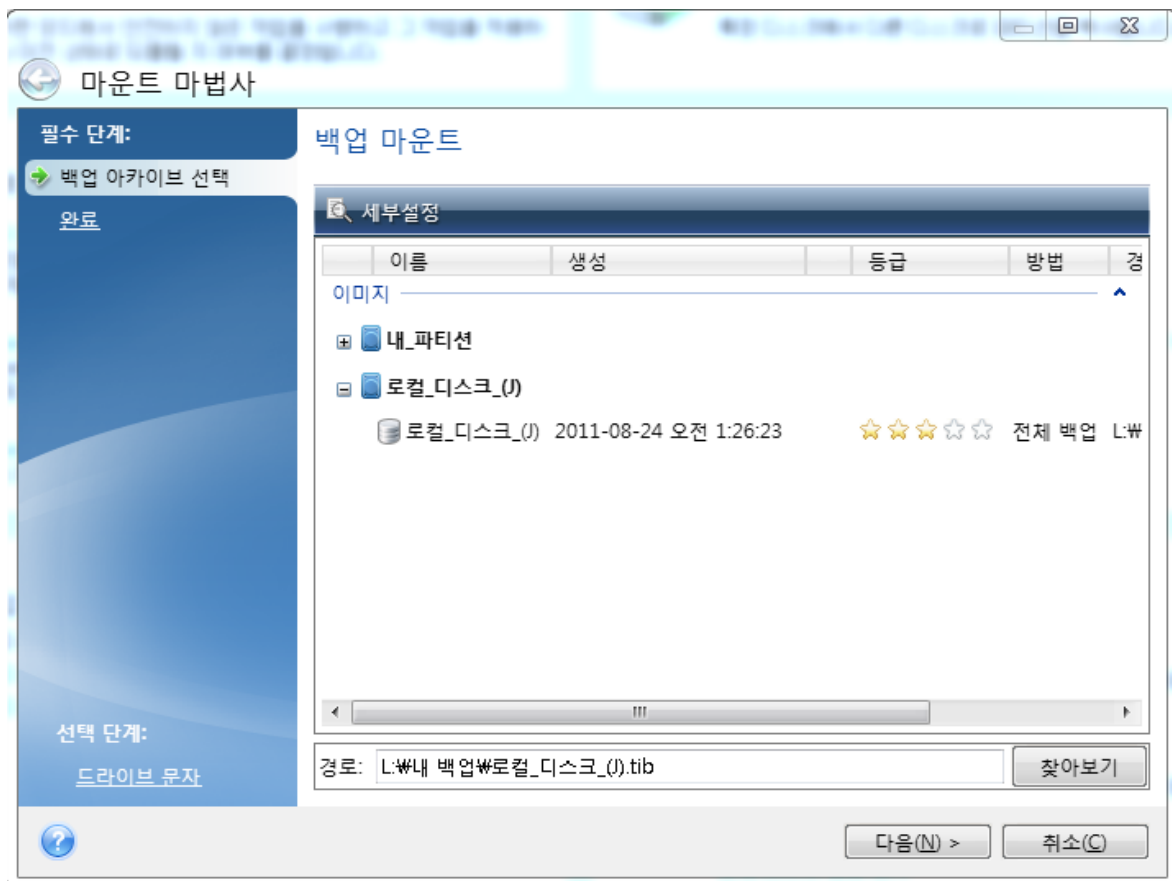 마운트 마법사
필수 단계:
백업 아카이브 선택
완료
백업 마운트
세부설정
이름 생성 등급 방법 경
이미지
내_파티션
로컬_디스크_(J)
로컬_디스크_(J) 2011-08-24 오전 1:26:23 전체 백업 L:₩
선택 단계:
드라이브 문자
경로: L:₩내 백업₩로컬_디스크_(J).tib 찾아보기
다음(N) > 취소(C)